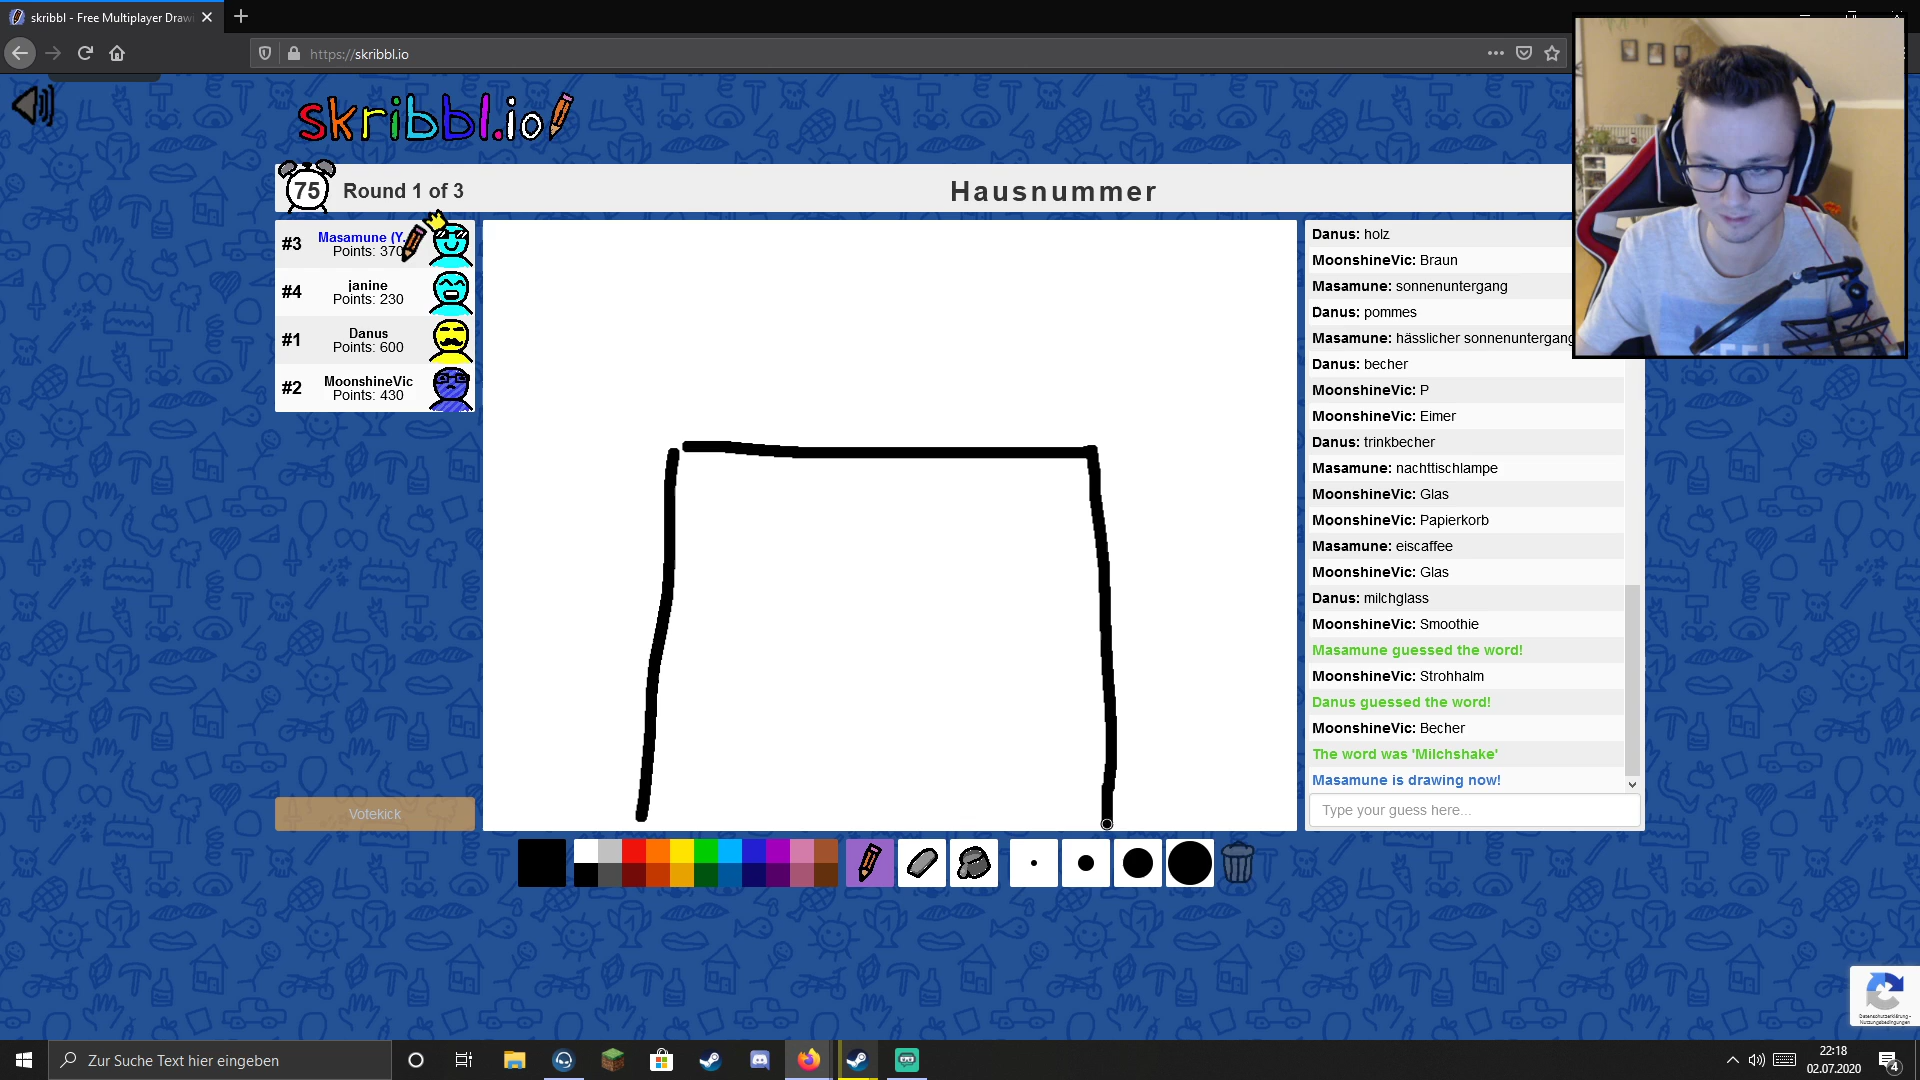 skribbl - Free Multiplayer Draw
https://skribbl.io
skribbl.io
75
Round 1 of 3
Hausnummer
#3
Masamune (Y.
Points: 370
#4
janine
Points: 230
#1
Danus
Points: 600
#2
MoonshineVic
Points: 430
Votekick
Danus: holz
MoonshineVic: Braun
Masamune: sonnenuntergang
Danus: pommes
Masamune: hässlicher sonnenuntergang
Danus: becher
MoonshineVic: P
MoonshineVic: Eimer
Danus: trinkbecher
Masamune: nachttischlampe
MoonshineVic: Glas
MoonshineVic: Papierkorb
Masamune: eiscaffee
MoonshineVic: Glas
Danus: milchglass
MoonshineVic: Smoothie
Masamune guessed the word!
MoonshineVic: Strohhalm
Danus guessed the word!
MoonshineVic: Becher
The word was 'Milchshake'
Masamune is drawing now!
Type your guess here...
Datenschutzerklärung -
Nutzungsbedingungen
Zur Suche Text hier eingeben
22:18
02.07.2020
4